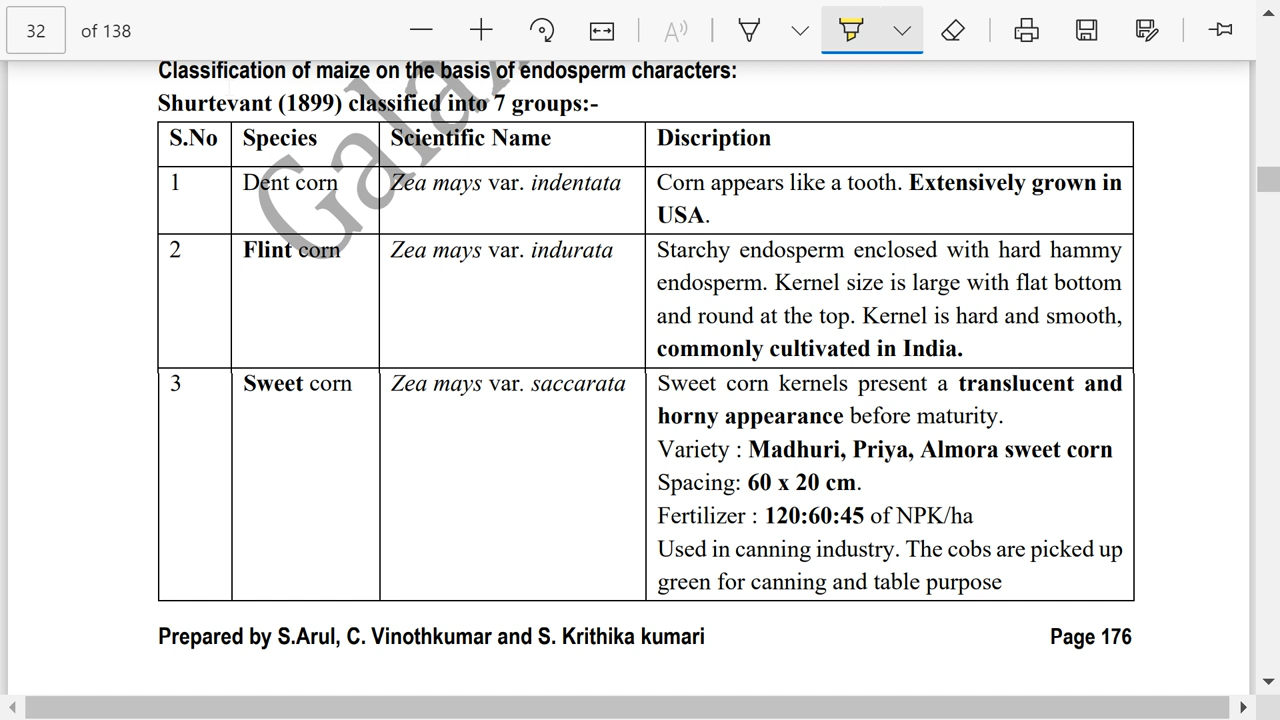 32 of 138
Classification of maize on the basis of endosperm characters:
Shurtevant (1899) classified into 7 groups:-
S.No Species Scientific Name Discription
1 Dent corn Zea mays var. indentata Corn appears like a tooth. Extensively grown in
USA.
2 Flint corn Zea mays var. indurata Starchy endosperm enclosed with hard hammy
endosperm. Kernel size is large with flat bottom
and round at the top. Kernel is hard and smooth,
commonly cultivated in India.
3 Sweet corn Zea mays var. saccarata Sweet corn kernels present a translucent and
horny appearance before maturity.
Variety : Madhuri, Priya, Almora sweet corn
Spacing: 60 x 20 cm.
Fertilizer : 120:60:45 of NPK/ha
Used in canning industry. The cobs are picked up
green for canning and table purpose
Prepared by S.Arul, C. Vinothkumar and S. Krithika kumari Page 176